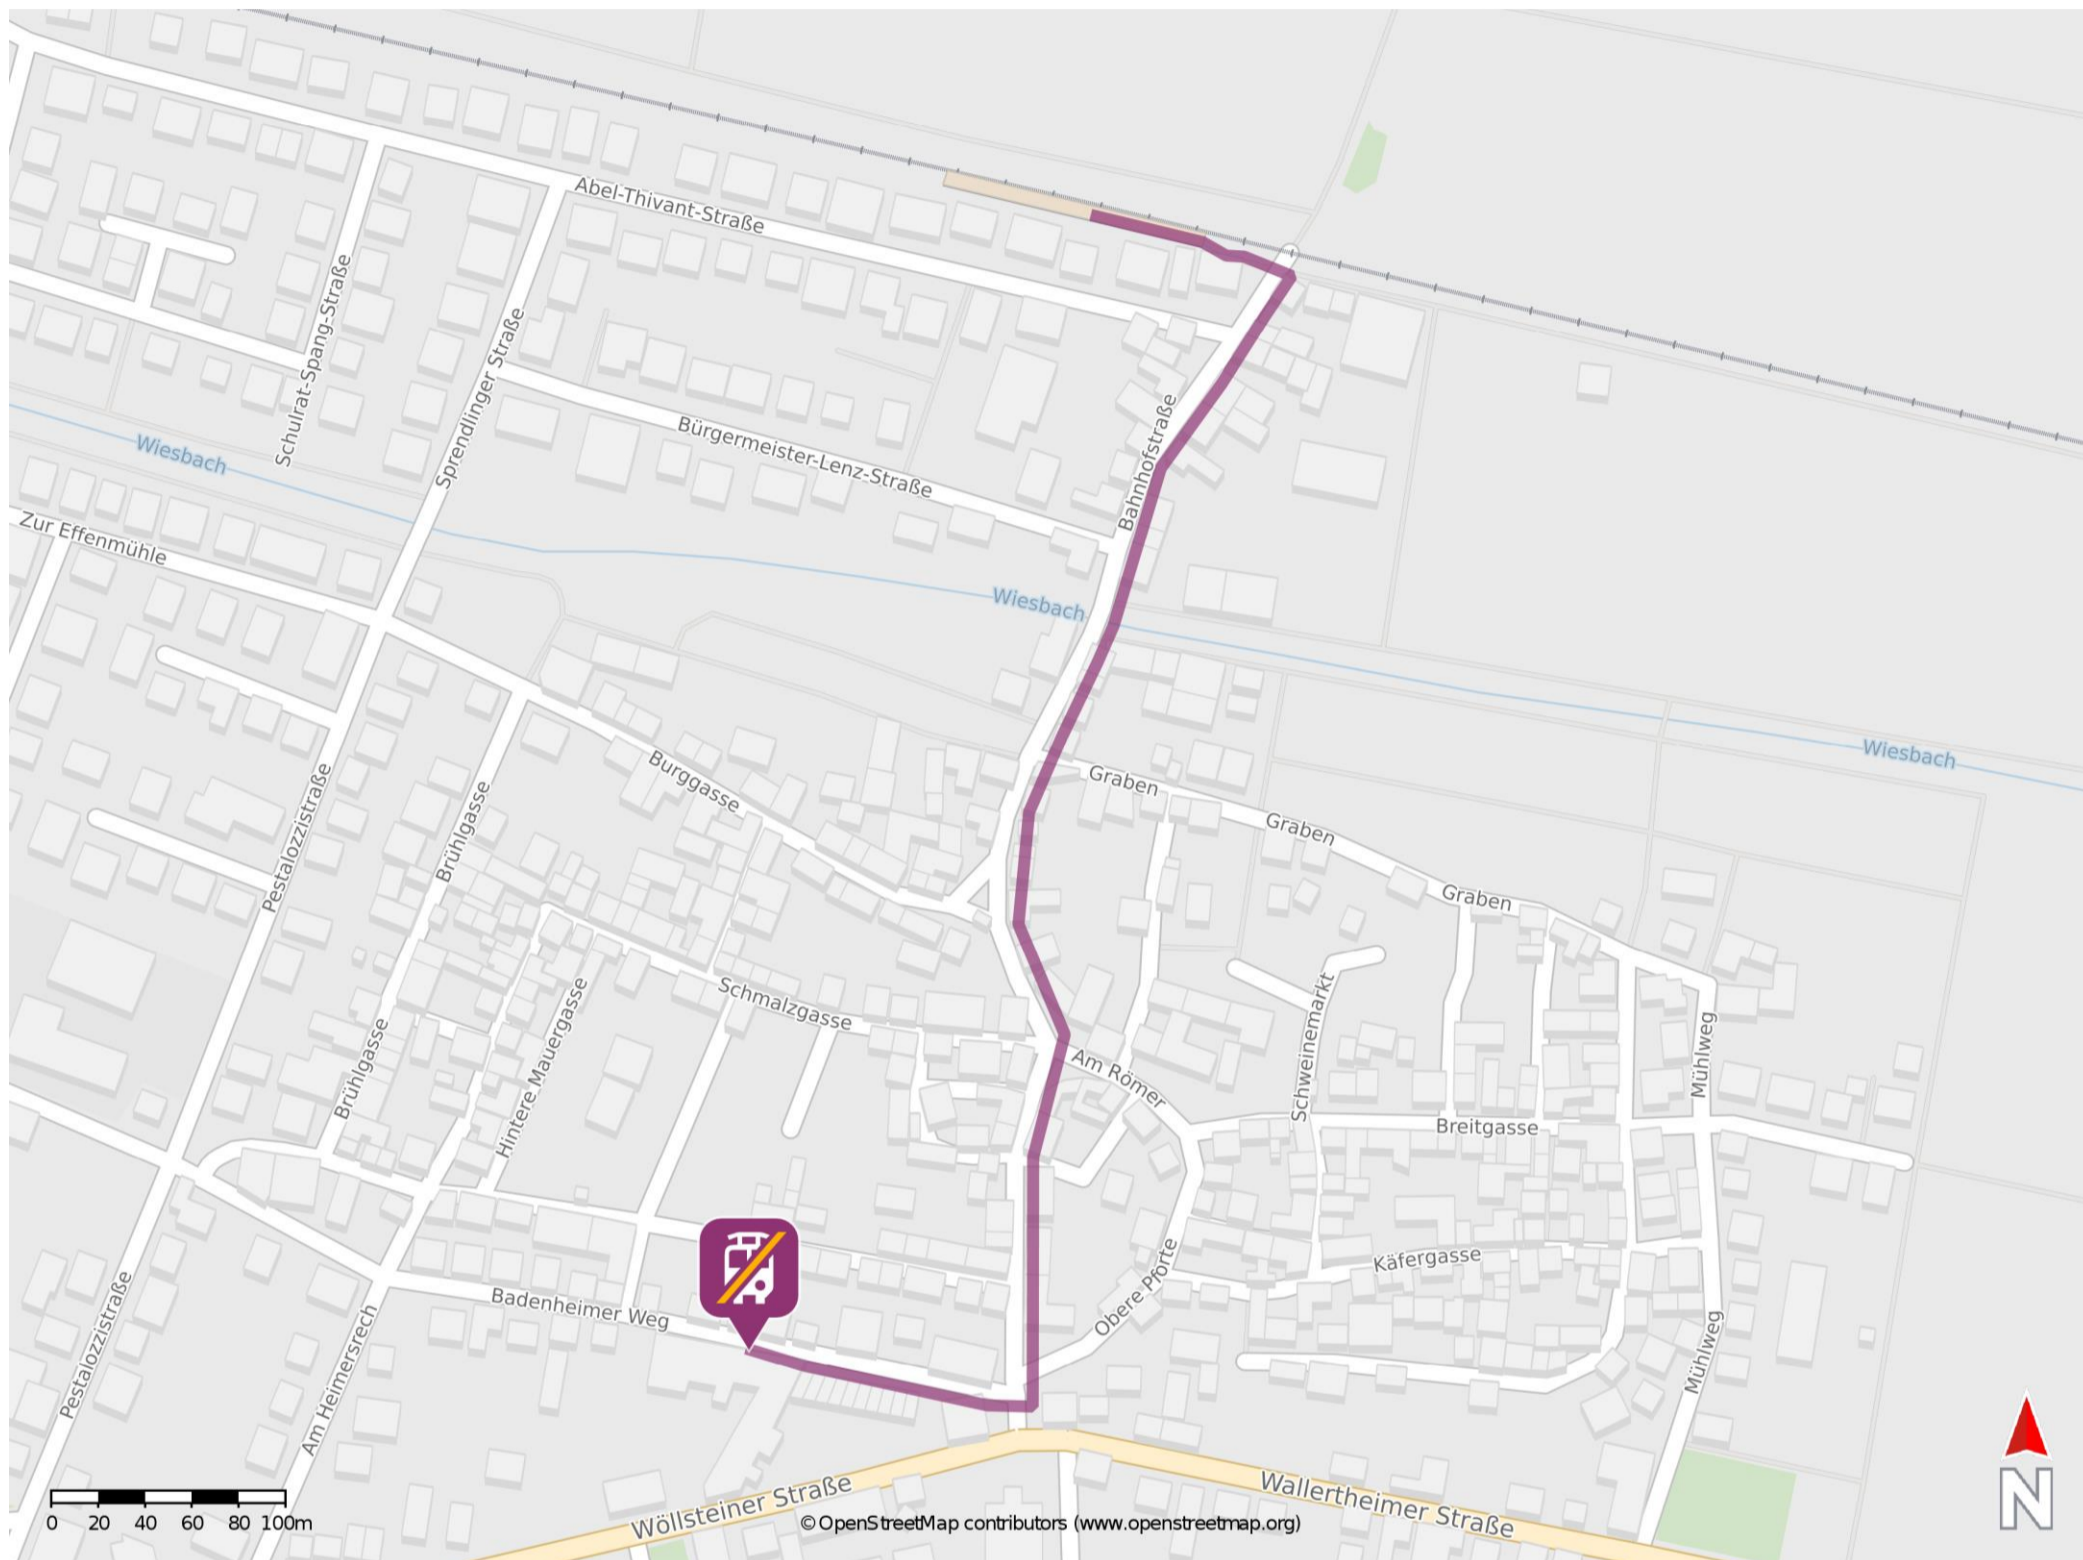 Abel-Thivant-Straße
Schulrat-Spang-Straße
Sprendlinger Straße
Bahnhofstraße
Bürgermeister-Lenz-Straße
Wiesbach
Zur Effenmühle
Wiesbach
Wiesbach
Burggasse
Graben
Graben
Graben
Pestalozzistraße
Brühlgasse
Schmalzgasse
Hintere Mauergasse
Brühlgasse
Am Römer
Schweinemarkt
Mühlweg
Breitgasse
Käfergasse
Obere Pforte
Badenheimer Weg
Pestalozzistraße
Am Heimersrech
Mühlweg
Wöllsteiner Straße
Wallertheimer Straße
N
0 20 40 60 80 100m
© OpenStreetMap contributors (www.openstreetmap.org)